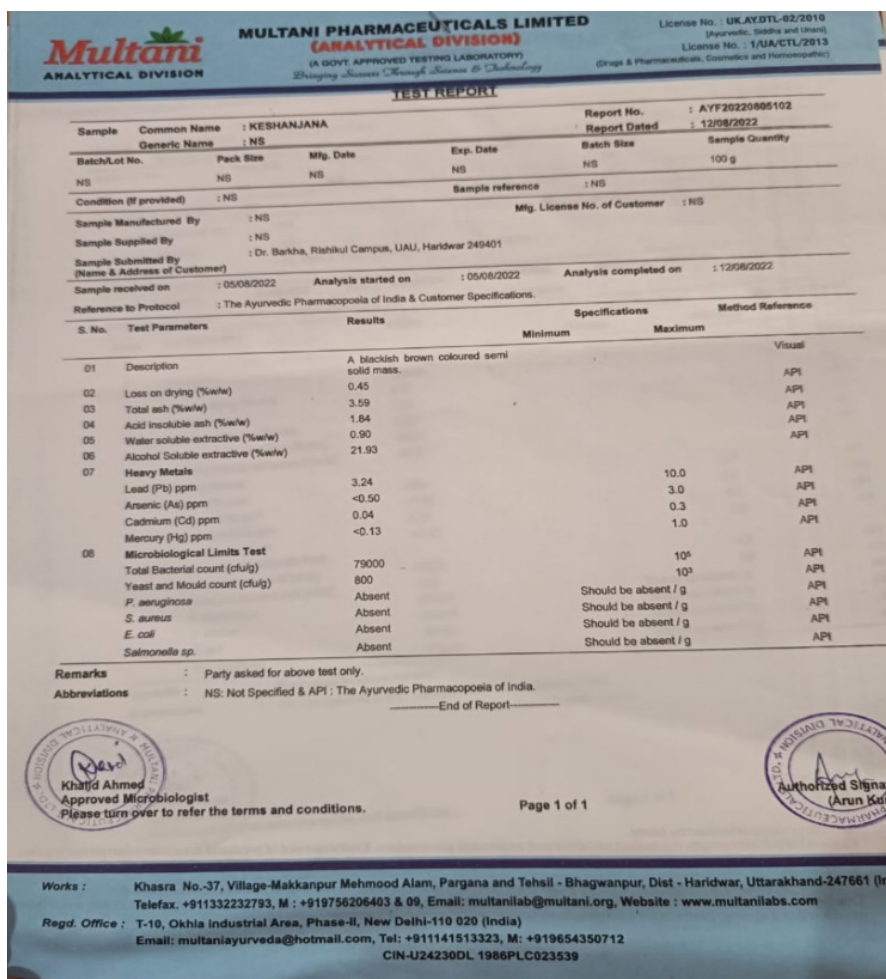 Multani
ANALYTICAL DIVISION
MULTANI PHARMACEUTICALS LIMITED
(ANALYTICAL DIVISION)
(A GOVT. APPROVED TESTING LABORATORY)
Bringing Success Through Science & Technology
License No. : UK.AY.DTL-02/2010
(Ayurvedic, Siddha and Unani)
License No. : 1/UA/CTL/2013
(Drugs & Pharmaceuticals, Cosmetics and Homoeopathic)
TEST REPORT
Sample Common Name : KESHANJANA Report No. : AYF20220805102
Generic Name : NS Report Dated : 12/08/2022
Batch/Lot No. Pack Size Mfg. Date Exp. Date Batch Size Sample Quantity
NS NS NS NS NS 100 g
Condition (If provided) : NS Sample reference : NS
Sample Manufactured By : NS Mfg. License No. of Customer : NS
Sample Supplied By : NS
Sample Submitted By : Dr. Barkha, Rishikul Campus, UAU, Haridwar 249401
(Name & Address of Customer)
Sample received on : 05/08/2022 Analysis started on : 05/08/2022 Analysis completed on : 12/08/2022
Reference to Protocol : The Ayurvedic Pharmacopoeia of India & Customer Specifications.
S. No. Test Parameters Results Specifications Method Reference
Minimum Maximum
01 Description A blackish brown coloured semi solid mass. Visual
02 Loss on drying (%w/w) 0.45 API
03 Total ash (%w/w) 3.59 API
04 Acid insoluble ash (%w/w) 1.84 API
05 Water soluble extractive (%w/w) 0.90 API
06 Alcohol Soluble extractive (%w/w) 21.93 API
07 Heavy Metals
Lead (Pb) ppm 3.24 10.0 API
Arsenic (As) ppm <0.50 3.0 API
Cadmium (Cd) ppm 0.04 0.3 API
Mercury (Hg) ppm <0.13 1.0 API
08 Microbiological Limits Test
Total Bacterial count (cfu/g) 79000 10⁵ API
Yeast and Mould count (cfu/g) 800 10³ API
P. aeruginosa Absent Should be absent / g API
S. aureus Absent Should be absent / g API
E. coli Absent Should be absent / g API
Salmonella sp. Absent Should be absent / g API
Remarks : Party asked for above test only.
Abbreviations : NS: Not Specified & API : The Ayurvedic Pharmacopoeia of India.
-----------End of Report-----------
Khalid Ahmed
Approved Microbiologist
Please turn over to refer the terms and conditions.
Page 1 of 1
Authorized Signa
(Arun Ku
Works : Khasra No.-37, Village-Makkanpur Mehmood Alam, Pargana and Tehsil - Bhagwanpur, Dist - Haridwar, Uttarakhand-247661 (In
Telefax. +911332232793, M : +919756206403 & 09, Email: multanilab@multani.org, Website : www.multanilabs.com
Regd. Office : T-10, Okhla Industrial Area, Phase-II, New Delhi-110 020 (India)
Email: multaniayurveda@hotmail.com, Tel: +911141513323, M: +919654350712
CIN-U24230DL 1986PLC023539